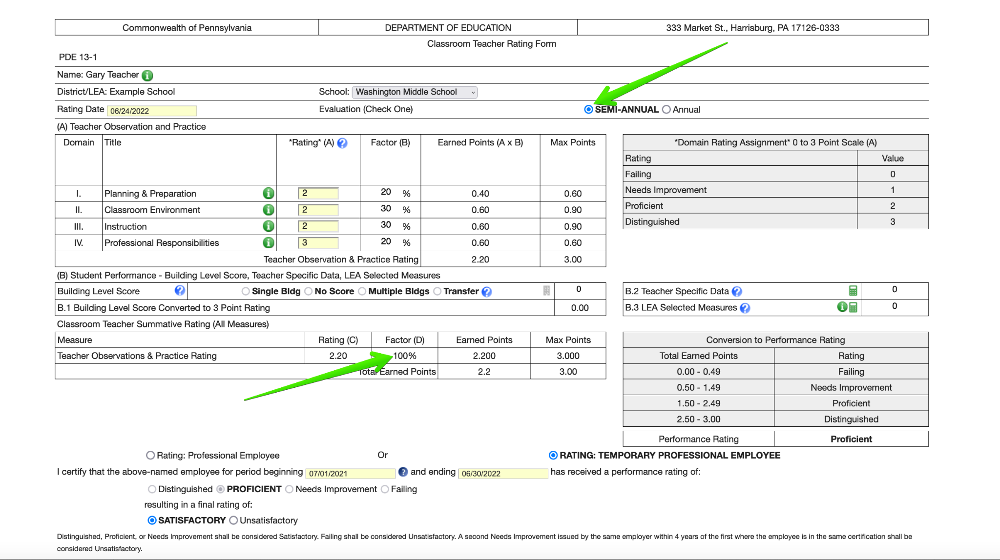 Commonwealth of Pennsylvania DEPARTMENT OF EDUCATION 333 Market St., Harrisburg, PA 17126-0333
Classroom Teacher Rating Form
PDE 13-1
Name: Gary Teacher
District/LEA: Example School School: Washington Middle School
Rating Date 06/24/2022 Evaluation (Check One) SEMI-ANNUAL Annual
(A) Teacher Observation and Practice
Domain Title *Rating* (A) Factor (B) Earned Points (A x B) Max Points
I. Planning & Preparation 2 20 % 0.40 0.60
II. Classroom Environment 2 30 % 0.60 0.90
III. Instruction 2 30 % 0.60 0.90
IV. Professional Responsibilities 3 20 % 0.60 0.60
Teacher Observation & Practice Rating 2.20 3.00
*Domain Rating Assignment* 0 to 3 Point Scale (A)
Rating Value
Failing 0
Needs Improvement 1
Proficient 2
Distinguished 3
(B) Student Performance - Building Level Score, Teacher Specific Data, LEA Selected Measures
Building Level Score Single Bldg No Score Multiple Bldgs Transfer 0
B.1 Building Level Score Converted to 3 Point Rating 0.00
B.2 Teacher Specific Data 0
B.3 LEA Selected Measures 0
Classroom Teacher Summative Rating (All Measures)
Measure Rating (C) Factor (D) Earned Points Max Points
Teacher Observations & Practice Rating 2.20 100% 2.200 3.000
Total Earned Points 2.2 3.00
Conversion to Performance Rating
Total Earned Points Rating
0.00 - 0.49 Failing
0.50 - 1.49 Needs Improvement
1.50 - 2.49 Proficient
2.50 - 3.00 Distinguished
Performance Rating Proficient
Rating: Professional Employee Or RATING: TEMPORARY PROFESSIONAL EMPLOYEE
I certify that the above-named employee for period beginning 07/01/2021 and ending 06/30/2022 has received a performance rating of:
Distinguished PROFICIENT Needs Improvement Failing
resulting in a final rating of:
SATISFACTORY Unsatisfactory
Distinguished, Proficient, or Needs Improvement shall be considered Satisfactory. Failing shall be considered Unsatisfactory. A second Needs Improvement issued by the same employer within 4 years of the first where the employee is in the same certification shall be
considered Unsatisfactory.